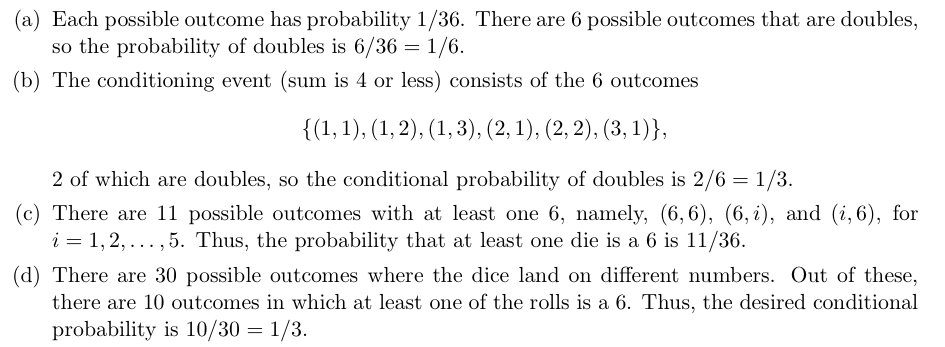 (a) Each possible outcome has probability 1/36. There are 6 possible outcomes that are doubles,
so the probability of doubles is 6/36 = 1/6.
(b) The conditioning event (sum is 4 or less) consists of the 6 outcomes
{(1, 1), (1, 2), (1, 3), (2, 1), (2, 2), (3, 1)},
2 of which are doubles, so the conditional probability of doubles is 2/6 = 1/3.
(c) There are 11 possible outcomes with at least one 6, namely, (6, 6), (6, i), and (i, 6), for
i = 1, 2, . . . , 5. Thus, the probability that at least one die is a 6 is 11/36.
(d) There are 30 possible outcomes where the dice land on different numbers. Out of these,
there are 10 outcomes in which at least one of the rolls is a 6. Thus, the desired conditional
probability is 10/30 = 1/3.